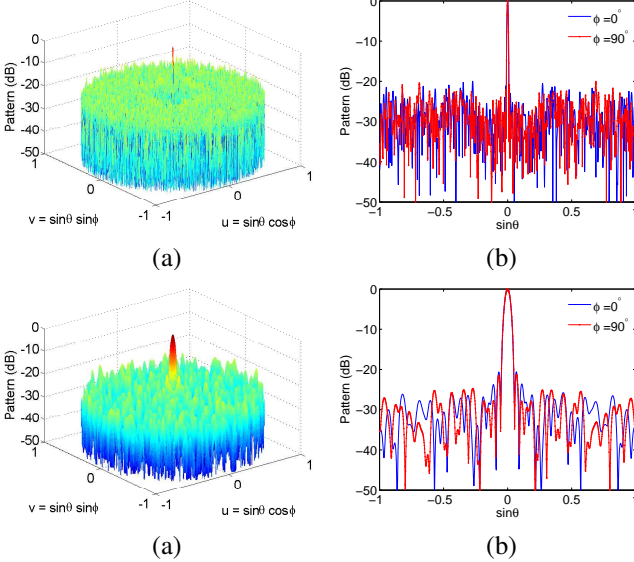 0
-10
-20
-30
-40
-50
1
0
-1
-1
0
1
Pattern (dB)
v = sinθ sinϕ
u = sinθ cosϕ
(a)
0
−10
−20
−30
−40
−50
−1
−0.5
0
0.5
1
Pattern (dB)
sinθ
ϕ =0°
ϕ =90°
(b)
0
-10
-20
-30
-40
-50
1
0
-1
-1
0
1
Pattern (dB)
v = sinθ sinϕ
u = sinθ cosϕ
(a)
0
−10
−20
−30
−40
−50
−1
−0.5
0
0.5
1
Pattern (dB)
sinθ
ϕ =0°
ϕ =90°
(b)